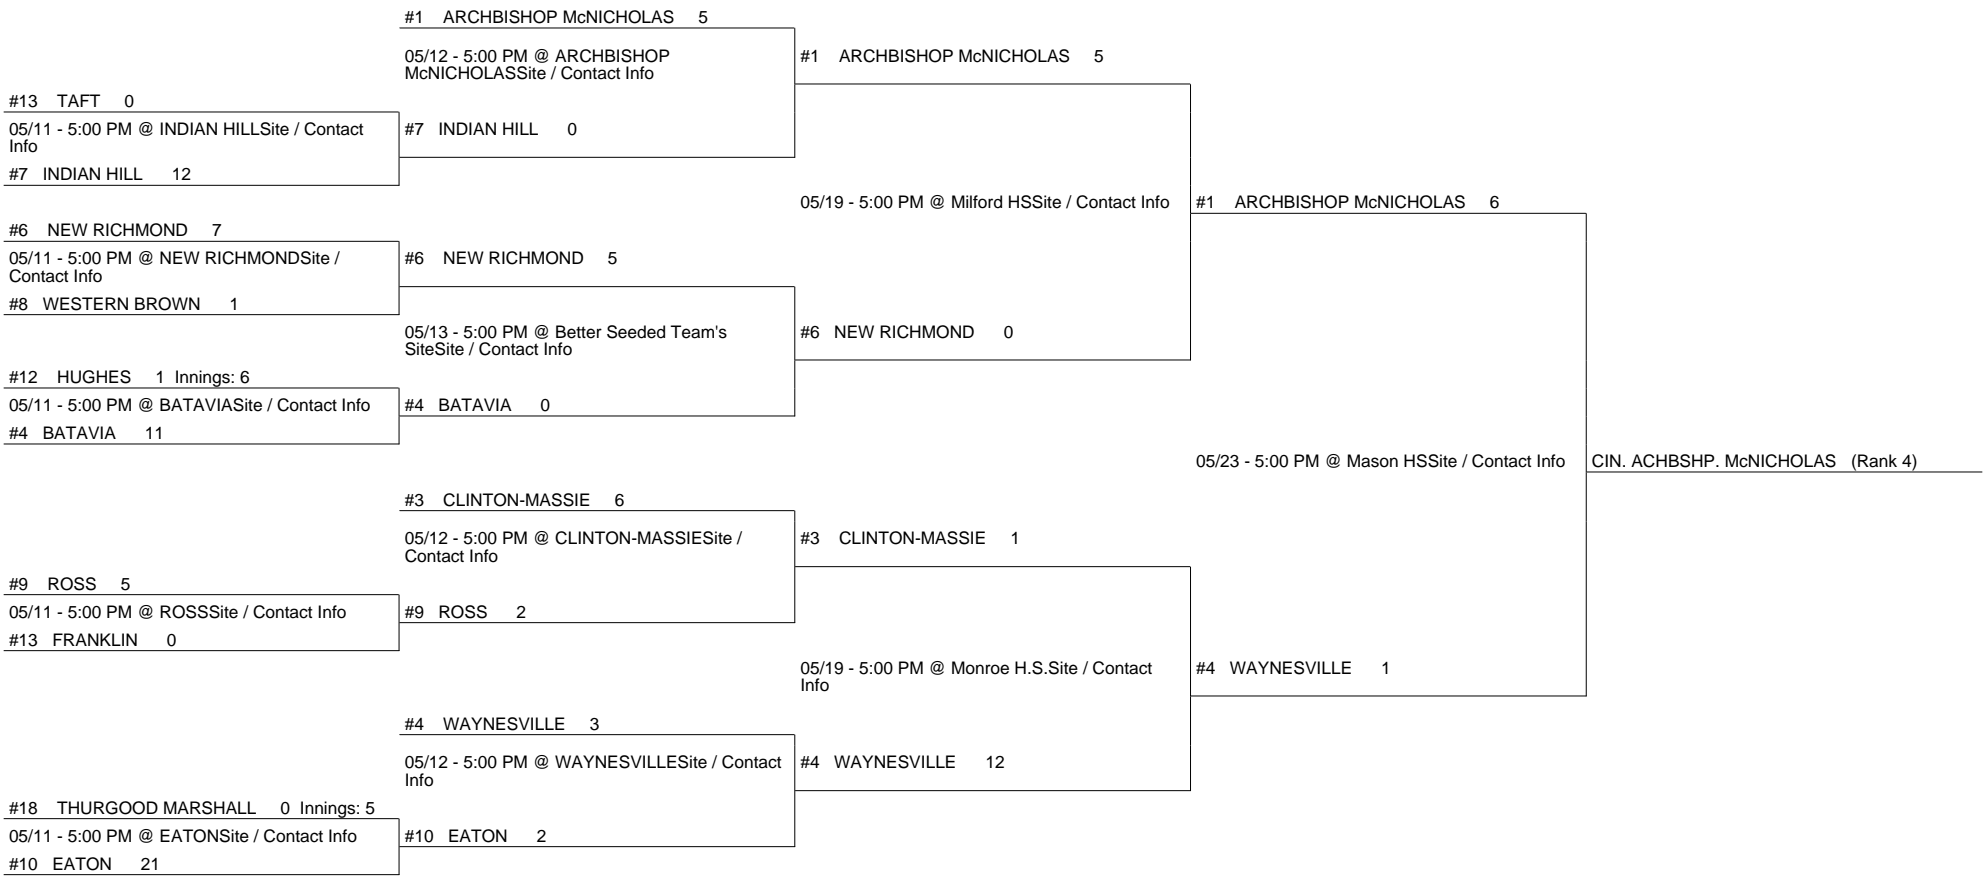 #1 ARCHBISHOP McNICHOLAS 5
05/12 - 5:00 PM @ ARCHBISHOP
McNICHOLASSite / Contact Info
#1 ARCHBISHOP McNICHOLAS 5
#13 TAFT 0
05/11 - 5:00 PM @ INDIAN HILLSite / Contact
Info
#7 INDIAN HILL 0
#7 INDIAN HILL 12
05/19 - 5:00 PM @ Milford HSSite / Contact Info
#1 ARCHBISHOP McNICHOLAS 6
#6 NEW RICHMOND 7
05/11 - 5:00 PM @ NEW RICHMONDSite /
Contact Info
#6 NEW RICHMOND 5
#8 WESTERN BROWN 1
05/13 - 5:00 PM @ Better Seeded Team's
SiteSite / Contact Info
#6 NEW RICHMOND 0
#12 HUGHES 1 Innings: 6
05/11 - 5:00 PM @ BATAVIASite / Contact Info
#4 BATAVIA 0
#4 BATAVIA 11
05/23 - 5:00 PM @ Mason HSSite / Contact Info
CIN. ACHBSHP. McNICHOLAS (Rank 4)
#3 CLINTON-MASSIE 6
05/12 - 5:00 PM @ CLINTON-MASSIESite /
Contact Info
#3 CLINTON-MASSIE 1
#9 ROSS 5
05/11 - 5:00 PM @ ROSSSite / Contact Info
#9 ROSS 2
#13 FRANKLIN 0
05/19 - 5:00 PM @ Monroe H.S.Site / Contact
Info
#4 WAYNESVILLE 1
#4 WAYNESVILLE 3
05/12 - 5:00 PM @ WAYNESVILLESite / Contact
Info
#4 WAYNESVILLE 12
#18 THURGOOD MARSHALL 0 Innings: 5
05/11 - 5:00 PM @ EATONSite / Contact Info
#10 EATON 2
#10 EATON 21